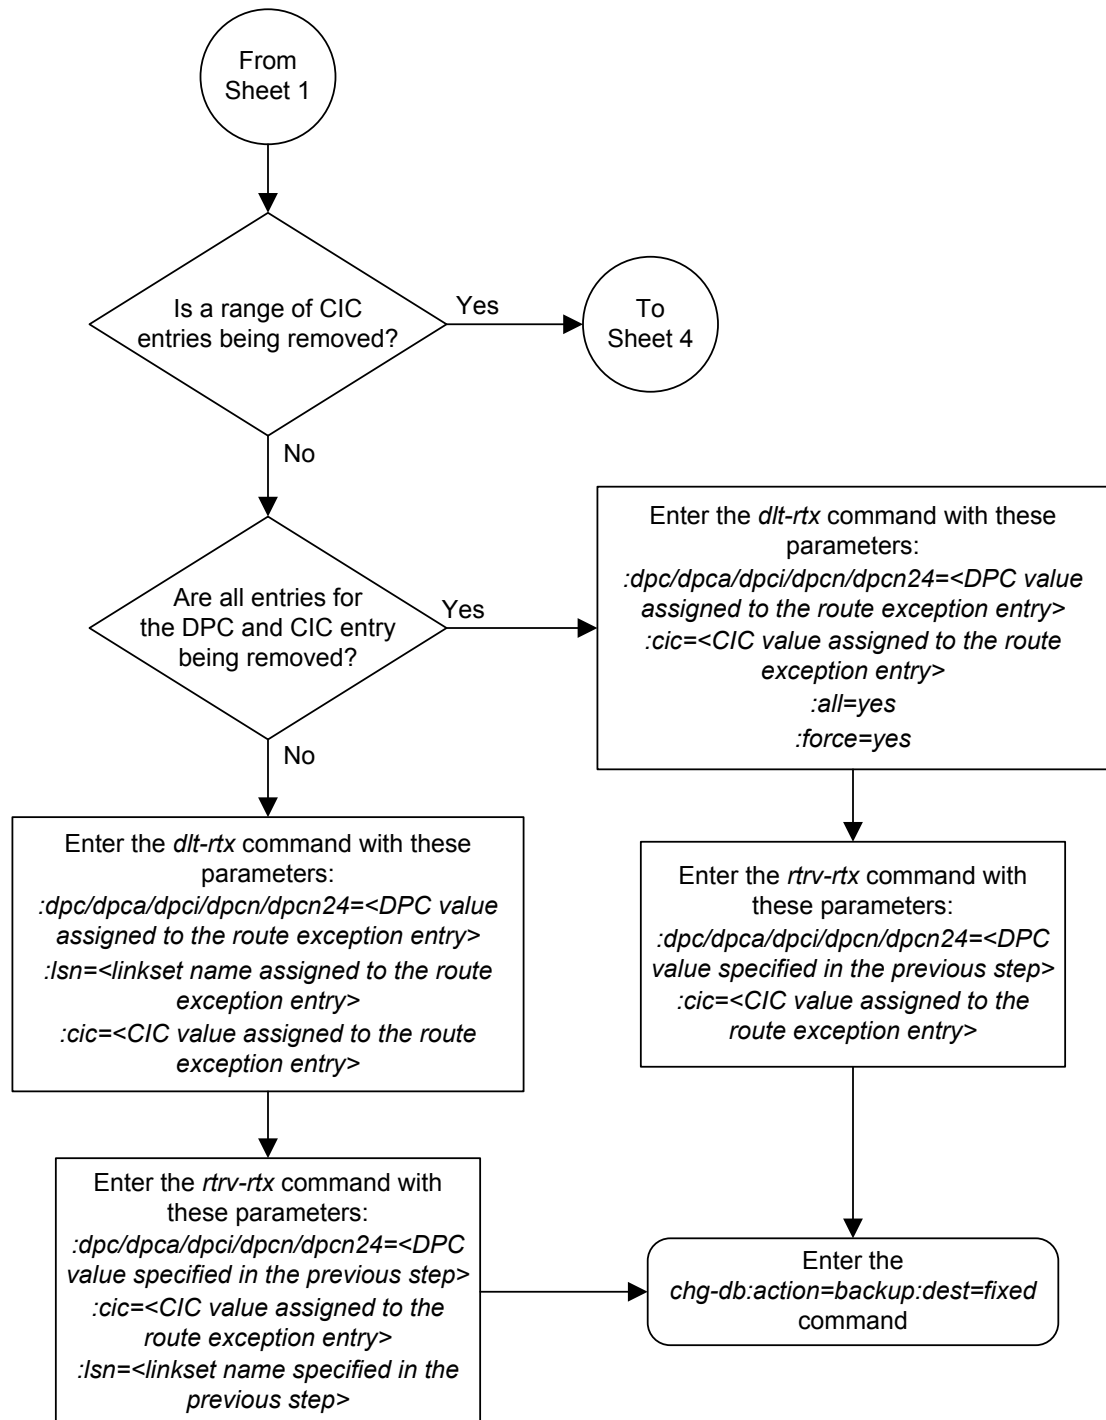 From
Sheet 1
Is a range of CIC
entries being removed?
Yes
To
Sheet 4
No
Are all entries for
the DPC and CIC entry
being removed?
Yes
Enter the dlt-rtx command with these
parameters:
:dpc/dpca/dpci/dpcn/dpcn24=<DPC value
assigned to the route exception entry>
:cic=<CIC value assigned to the route
exception entry>
:all=yes
:force=yes
No
Enter the dlt-rtx command with these
parameters:
:dpc/dpca/dpci/dpcn/dpcn24=<DPC value
assigned to the route exception entry>
:lsn=<linkset name assigned to the route
exception entry>
:cic=<CIC value assigned to the route
exception entry>
Enter the rtrv-rtx command with
these parameters:
:dpc/dpca/dpci/dpcn/dpcn24=<DPC
value specified in the previous step>
:cic=<CIC value assigned to the
route exception entry>
Enter the rtrv-rtx command with
these parameters:
:dpc/dpca/dpci/dpcn/dpcn24=<DPC
value specified in the previous step>
:cic=<CIC value assigned to the
route exception entry>
:lsn=<linkset name specified in the
previous step>
Enter the
chg-db:action=backup:dest=fixed
command